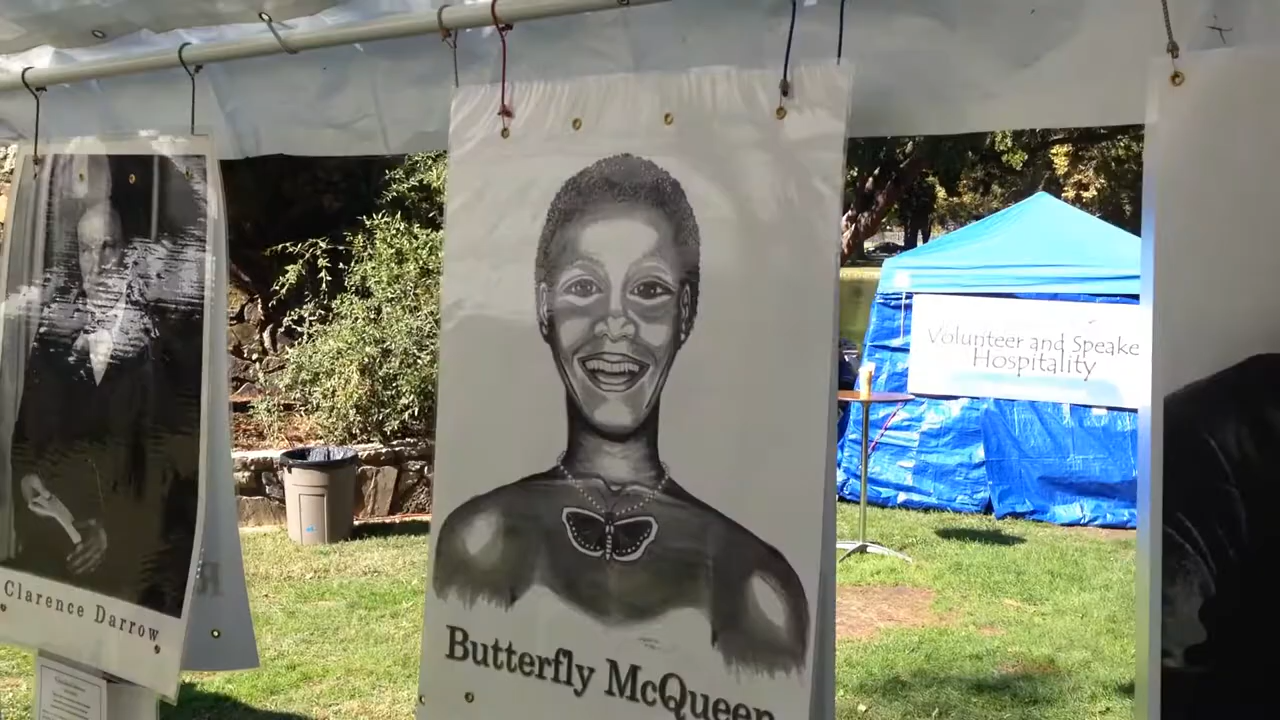 Clarence Darrow
Butterfly McQueen
Volunteer and Speake
Hospitality